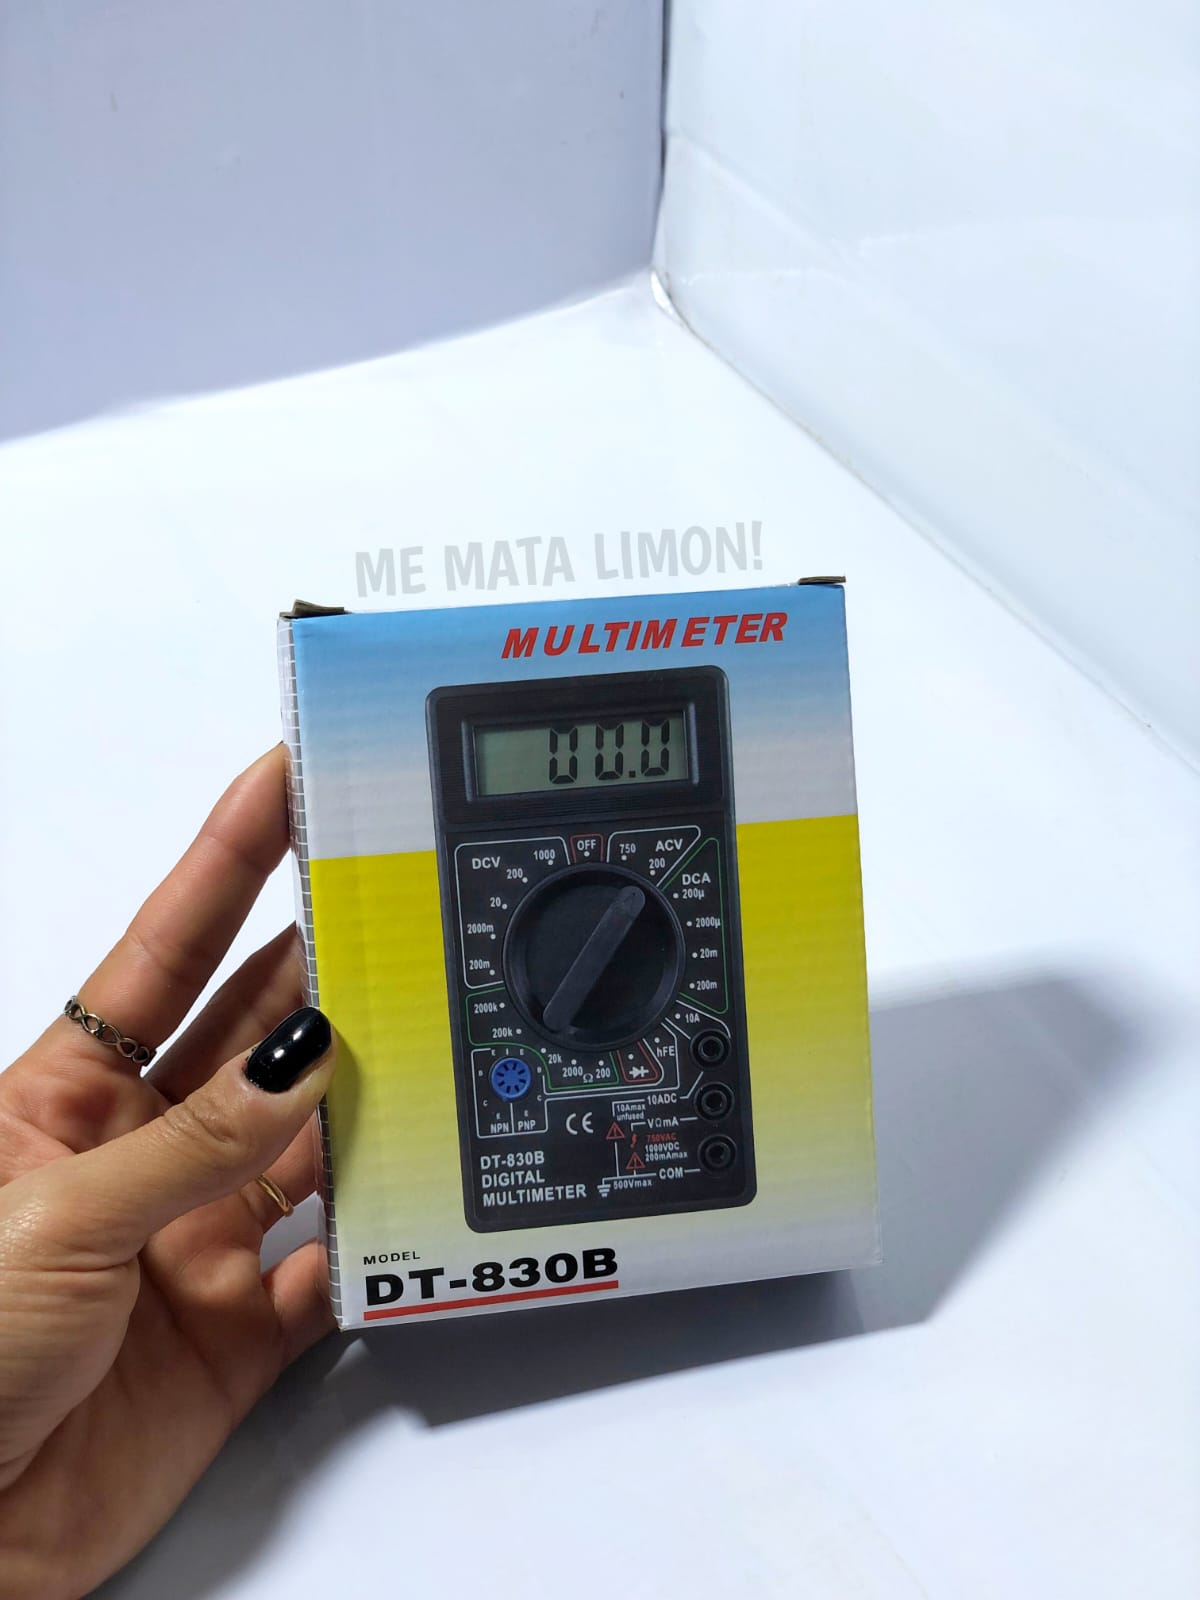 ME MATA LIMON!
MULTIMETER
00.0
DCV
1000
OFF
750
ACV
200
200
DCA
20
200µ
2000m
2000µ
200m
20m
200m
2000k
10A
200k
20k
2000
Ω
200
hFE
E E
B B
C C
E E
NPN PNP
CE
10Amax
unfused
10ADC
VΩmA
750VAC
1000VDC
200mAmax
COM
500Vmax
DT-830B
DIGITAL
MULTIMETER
MODEL
DT-830B